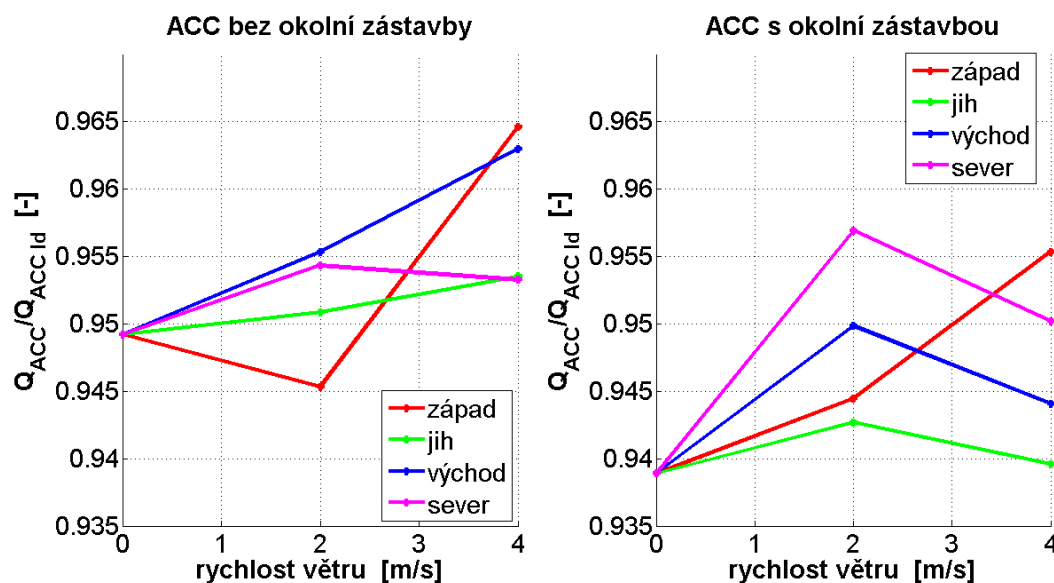 ACC bez okolní zástavby
0.965
0.96
0.955
0.95
0.945
0.94
0.935
Q_ACC/Q_ACC Id [-]
0
2
4
rychlost větru [m/s]
západ
jih
východ
sever
ACC s okolní zástavbou
0.965
0.96
0.955
0.95
0.945
0.94
0.935
Q_ACC/Q_ACC Id [-]
0
1
2
3
4
rychlost větru [m/s]
západ
jih
východ
sever